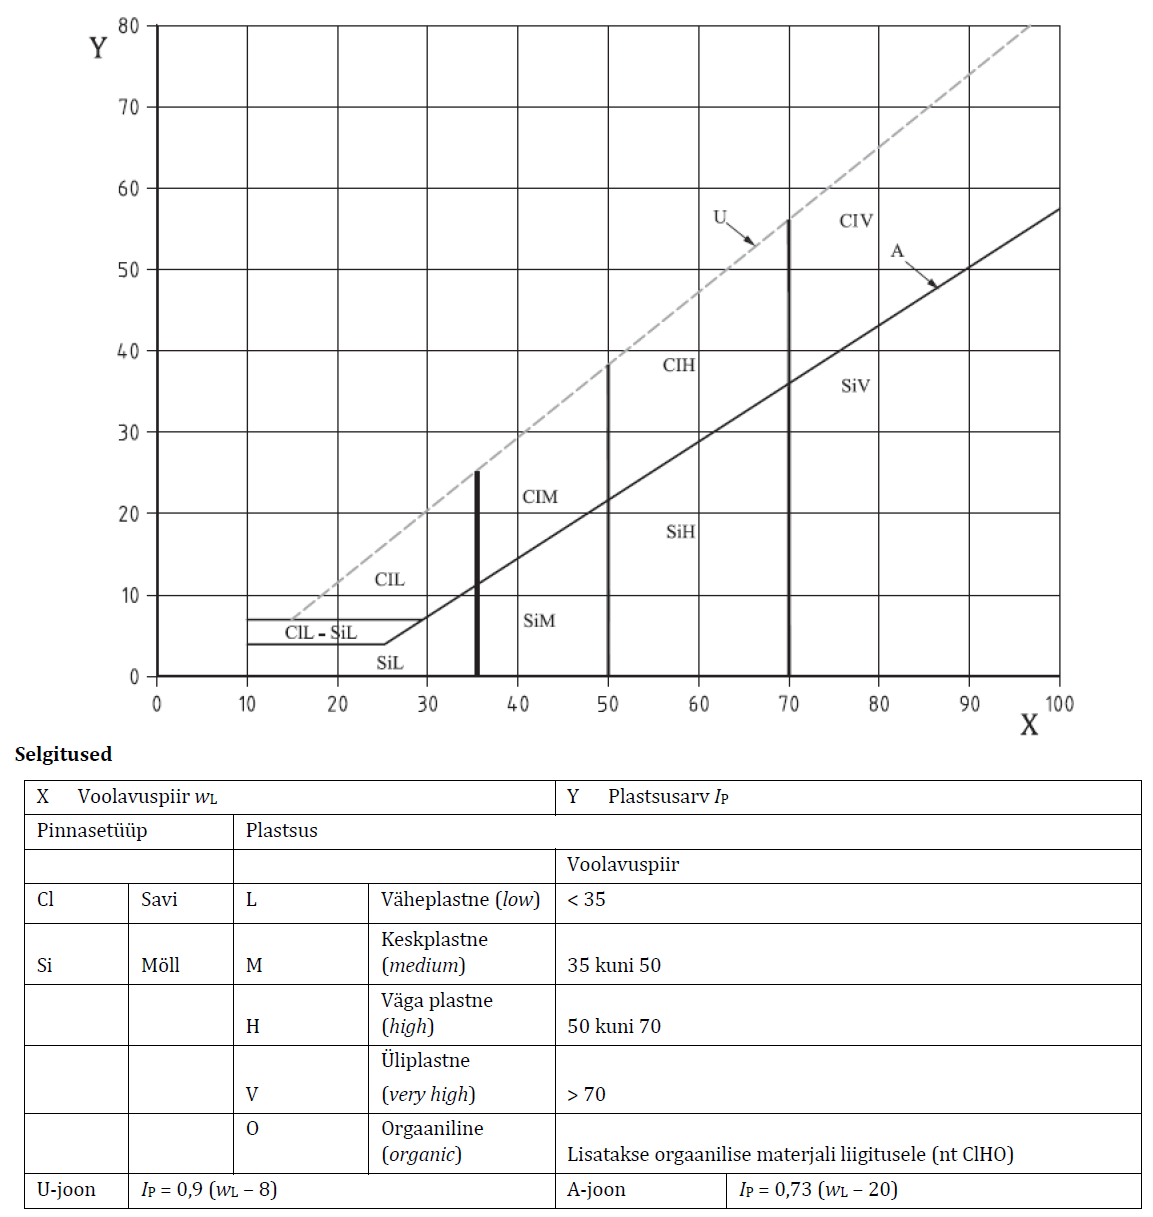 80
Y
70
60
U
CIV
A
50
40
CIH
SiV
30
CIM
20
SiH
CIL
10
SiM
ClL - SiL
SiL
0
0 10 20 30 40 50 60 70 80 90 100
X
Selgitused
X Voolavuspiir wL Y Plastsusarv IP
Pinnasetüüp Plastsus
Voolavuspiir
Cl Savi L Väheplastne (low) < 35
Si Möll M Keskplastne
(medium) 35 kuni 50
H Väga plastne
(high) 50 kuni 70
Üliplastne
V (very high) > 70
O Orgaaniline
(organic) Lisatakse orgaanilise materjali liigitusele (nt ClHO)
U-joon IP = 0,9 (wL – 8) A-joon IP = 0,73 (wL – 20)